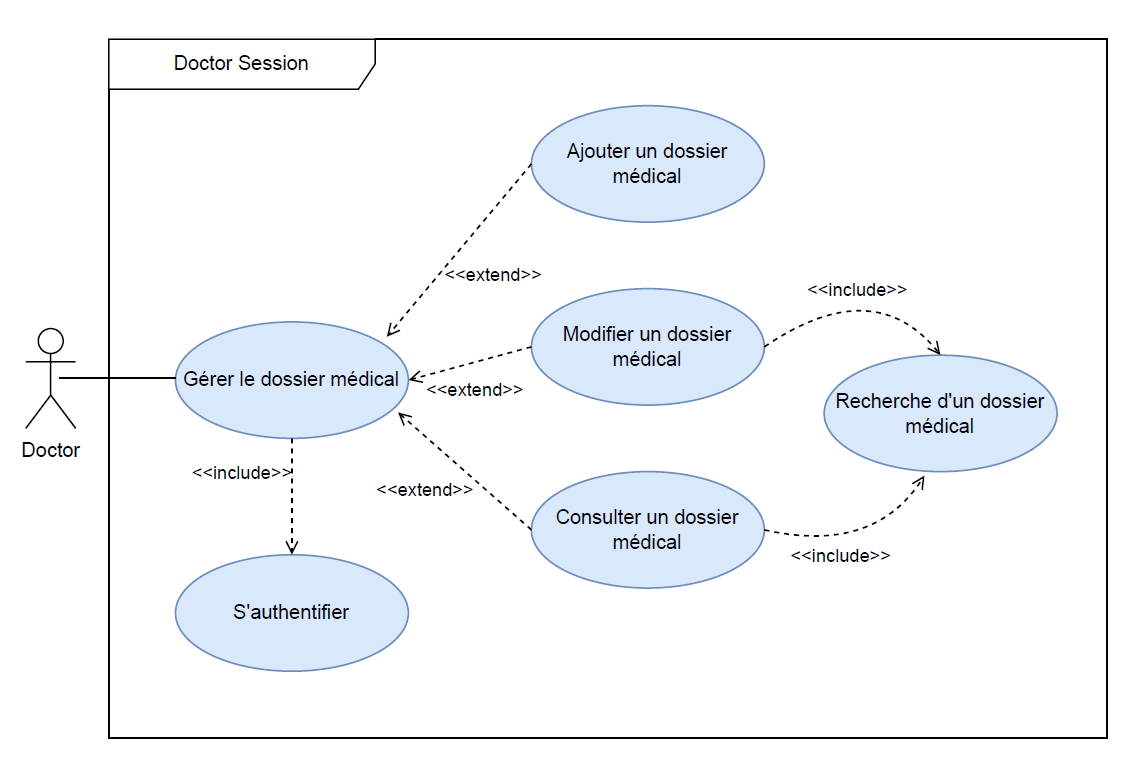 Doctor Session
Ajouter un dossier
médical
<<extend>>
<<include>>
Modifier un dossier
médical
Gérer le dossier médical
<<extend>>
Recherche d'un dossier
médical
Doctor
<<include>>
<<extend>>
Consulter un dossier
médical
<<include>>
S'authentifier